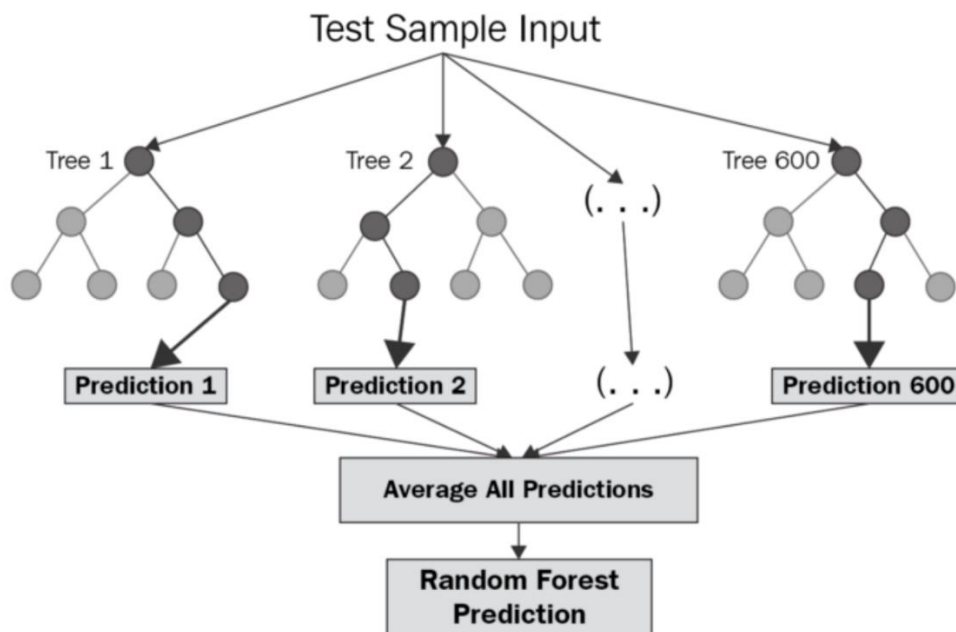 Test Sample Input
Tree 1
Tree 2
Tree 600
(. . .)
Prediction 1
Prediction 2
(. . .)
Prediction 600
Average All Predictions
Random Forest
Prediction